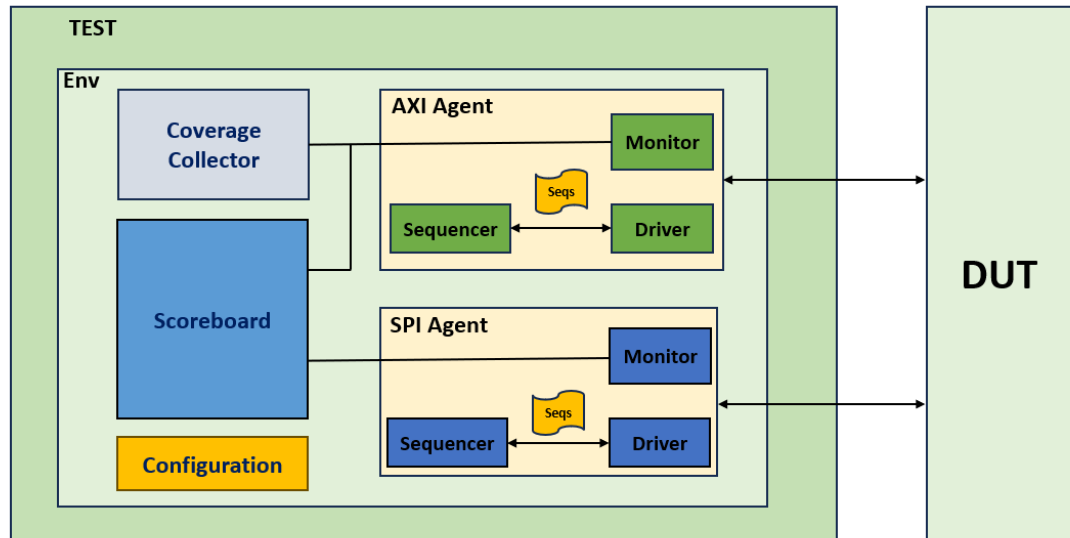 TEST
Env
Coverage
Collector
AXI Agent
Monitor
Seqs
Sequencer
Driver
Scoreboard
DUT
SPI Agent
Monitor
Seqs
Sequencer
Driver
Configuration